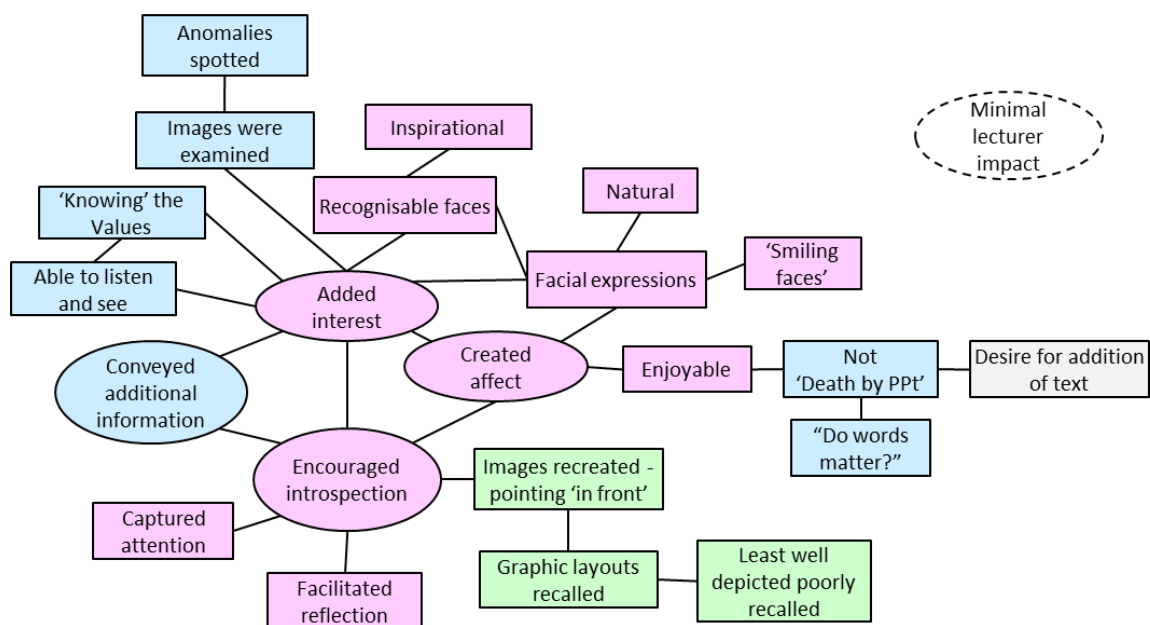 Anomalies
spotted
Images were
examined
Inspirational
Minimal
lecturer
impact
‘Knowing’ the
Values
Recognisable faces
Natural
Able to listen
and see
Added
interest
Facial expressions
‘Smiling
faces’
Conveyed
additional
information
Created
affect
Enjoyable
Not
‘Death by PPt’
Desire for addition
of text
“Do words
matter?”
Encouraged
introspection
Images recreated -
pointing ‘in front’
Captured
attention
Graphic layouts
recalled
Least well
depicted poorly
recalled
Facilitated
reflection